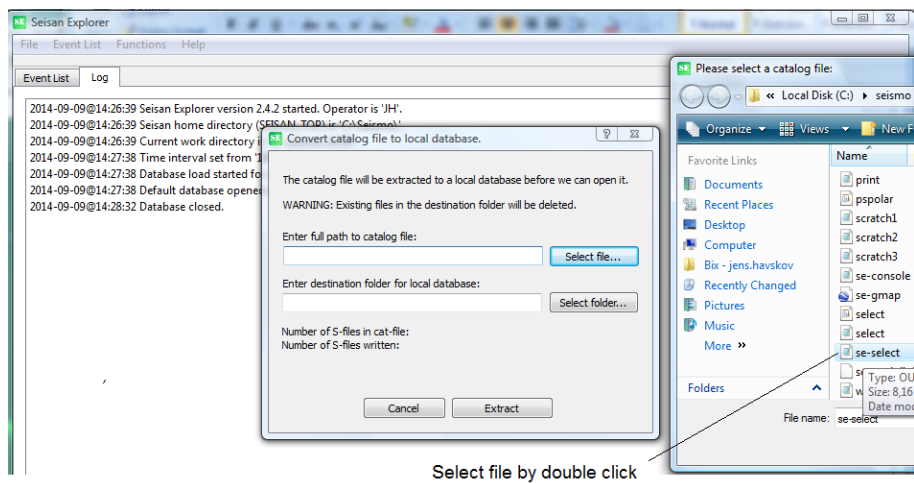 Seisan Explorer
File Event List Functions Help
Event List Log
2014-09-09@14:26:39 Seisan Explorer version 2.4.2 started. Operator is 'JH'.
2014-09-09@14:26:39 Seisan home directory (SEISAN_TOP) is 'C:\Seismo\'.
2014-09-09@14:26:39 Current work directory i
2014-09-09@14:27:38 Time interval set from '1
2014-09-09@14:27:38 Database load started fo
2014-09-09@14:27:38 Default database opened
2014-09-09@14:28:32 Database closed.
Convert catalog file to local database.
The catalog file will be extracted to a local database before we can open it.
WARNING: Existing files in the destination folder will be deleted.
Enter full path to catalog file:
Select file...
Enter destination folder for local database:
Select folder...
Number of S-files in cat-file:
Number of S-files written:
Cancel Extract
Please select a catalog file:
« Local Disk (C:) seismo
Organize Views New F
Favorite Links
Documents
Recent Places
Desktop
Computer
Bix - jens.havskov
Recently Changed
Pictures
Music
More »
Folders
Name
print
pspolar
scratch1
scratch2
scratch3
se-console
se-gmap
select
select
se-select
Type: OU
Size: 8,16
Date mod
File name: se-select
Select file by double click